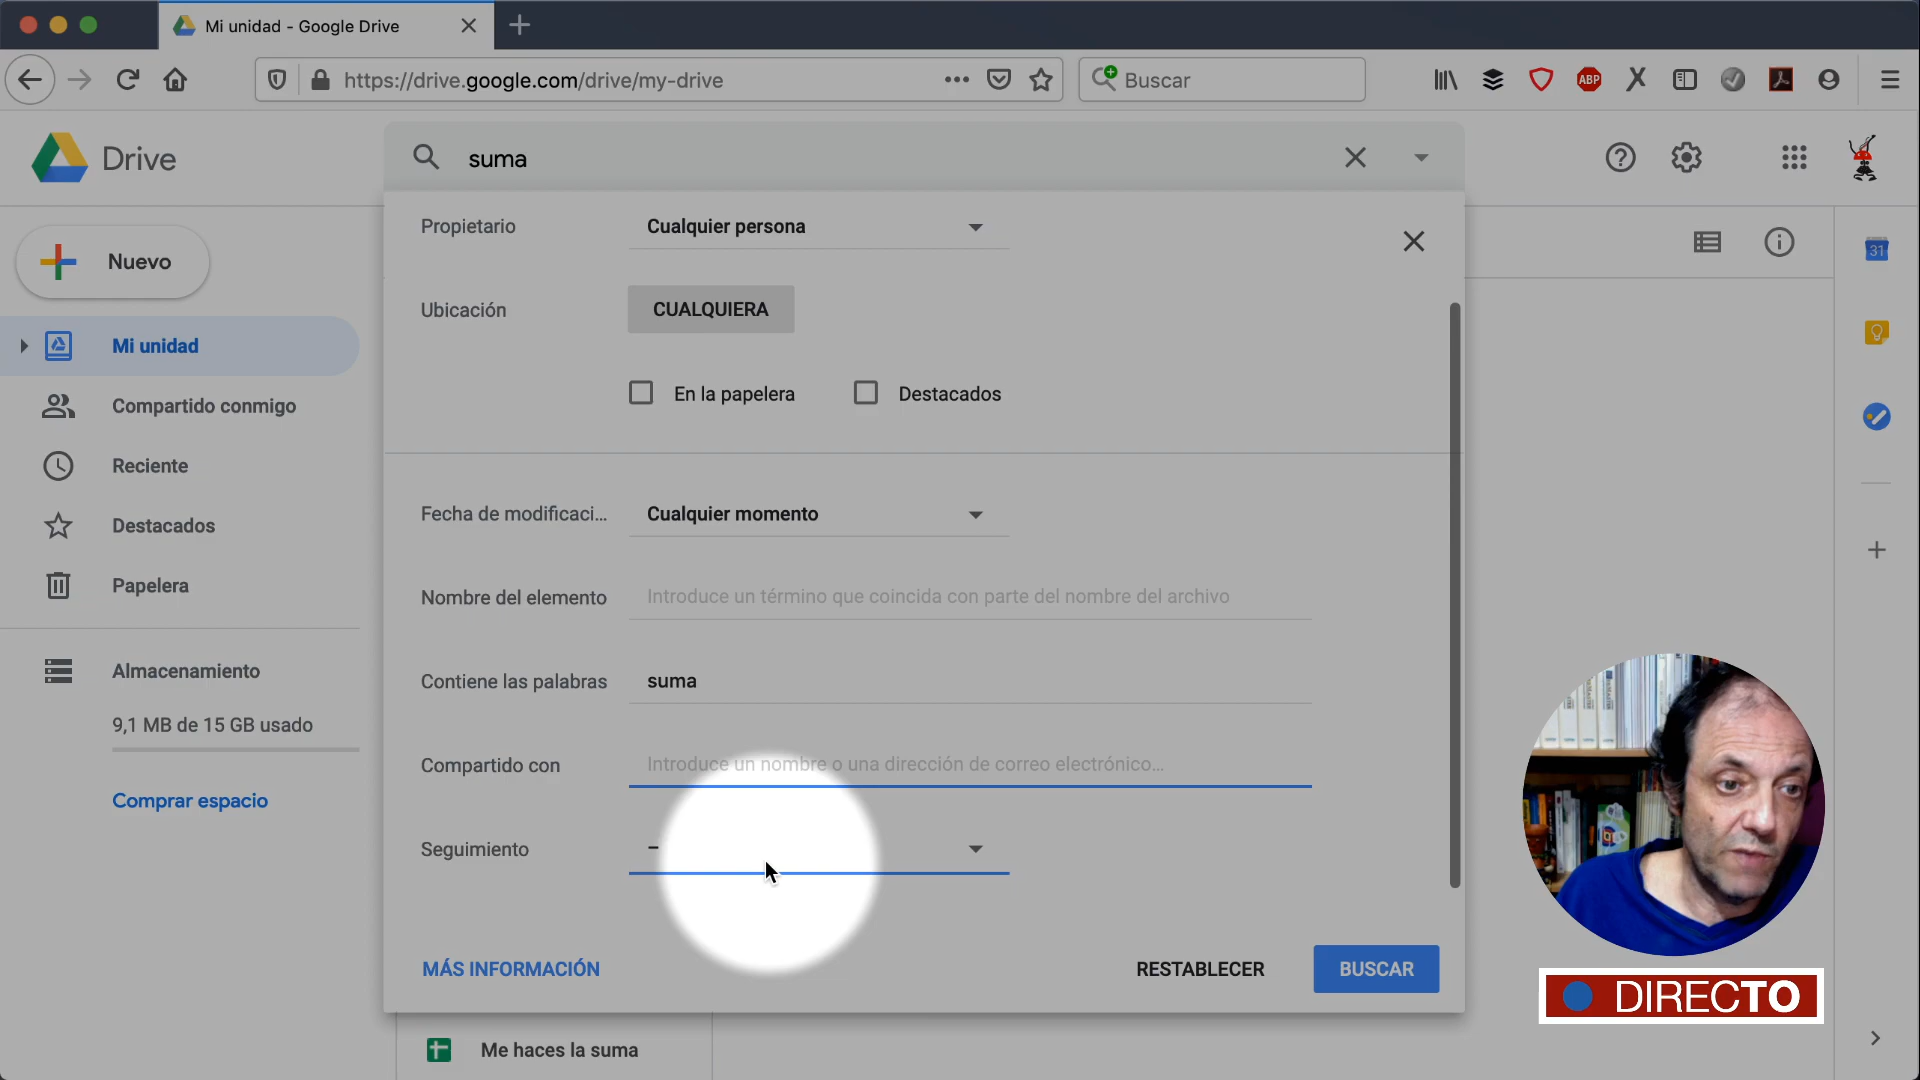 Mi unidad - Google Drive
https://drive.google.com/drive/my-drive
Buscar
ABP
Drive
suma
Nuevo
Mi unidad
Compartido conmigo
Reciente
Destacados
Papelera
Almacenamiento
9,1 MB de 15 GB usado
Comprar espacio
Propietario
Cualquier persona
Ubicación
CUALQUIERA
En la papelera
Destacados
Fecha de modificaci...
Cualquier momento
Nombre del elemento
Introduce un término que coincida con parte del nombre del archivo
Contiene las palabras
suma
Compartido con
Introduce un nombre o una dirección de correo electrónico...
Seguimiento
–
MÁS INFORMACIÓN
RESTABLECER
BUSCAR
Me haces la suma
31
DIRECTO